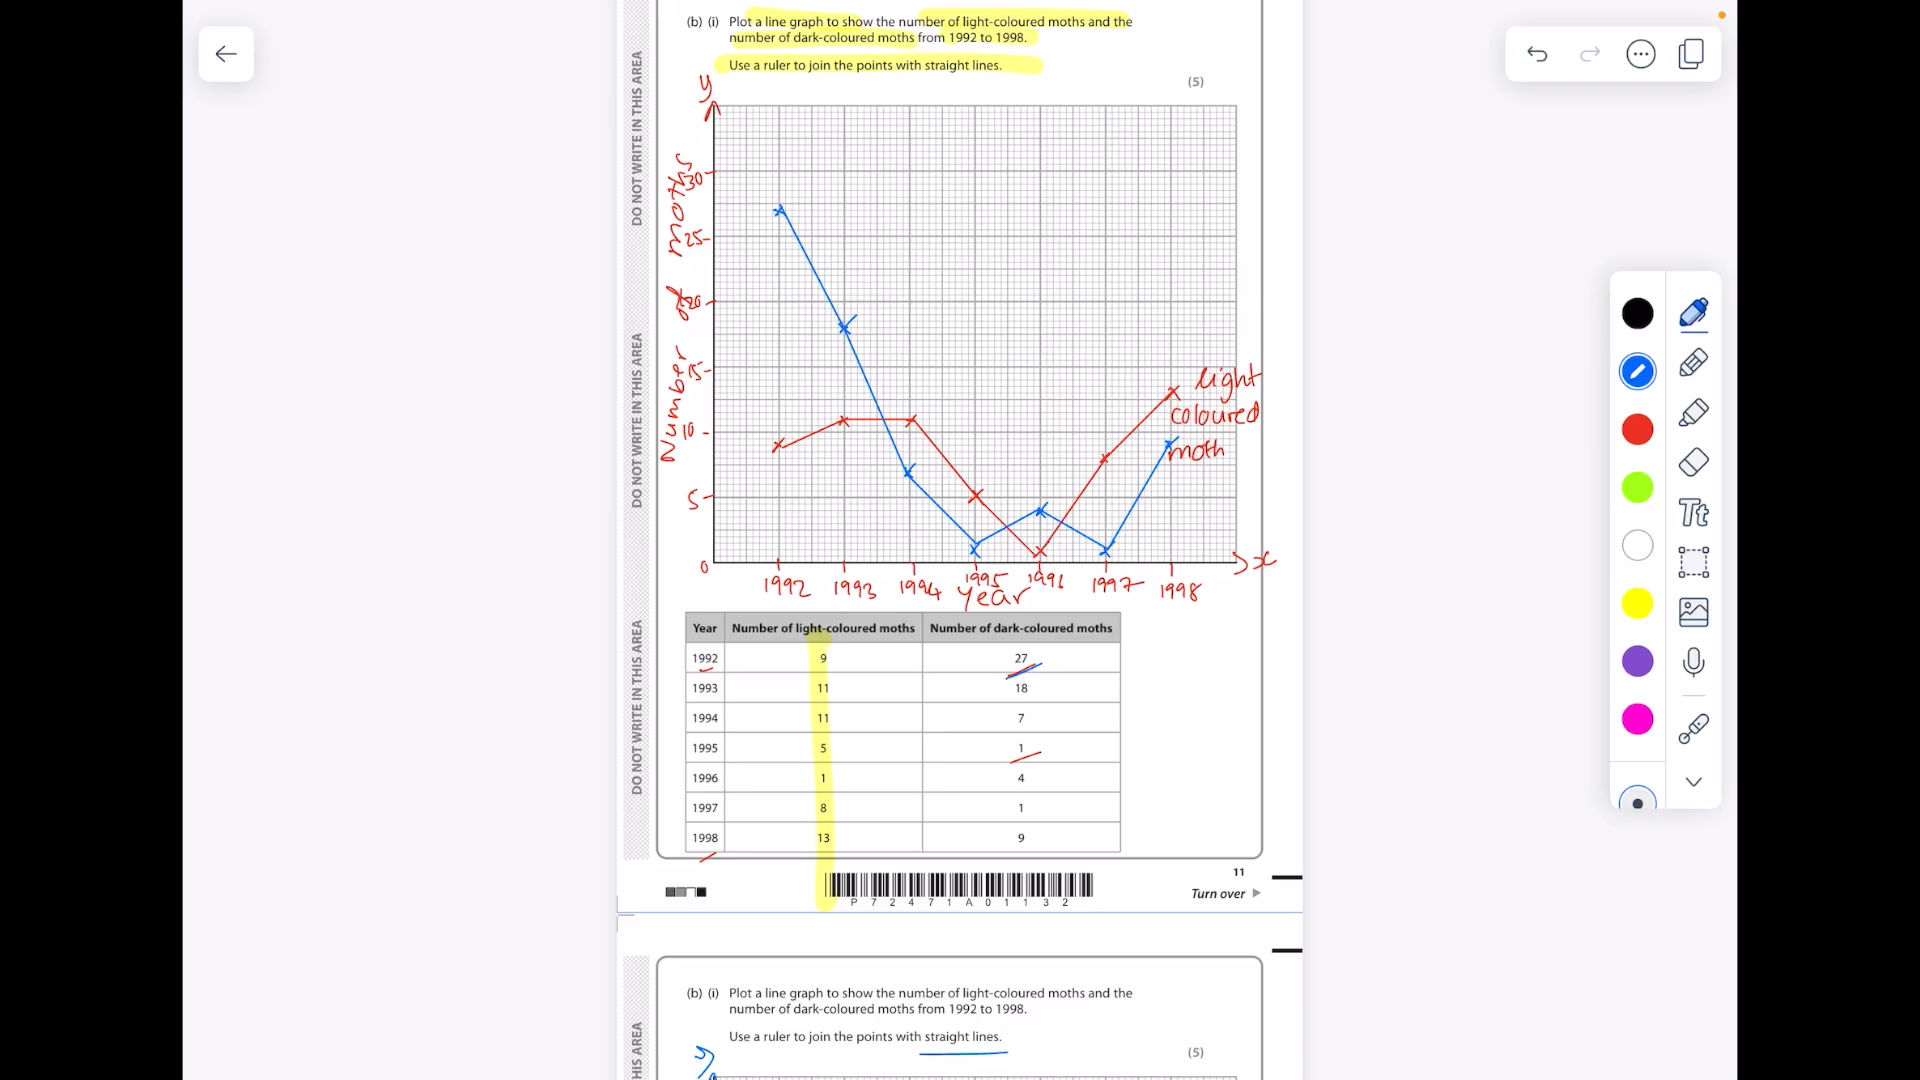 (b) (i) Plot a line graph to show the number of light-coloured moths and the
number of dark-coloured moths from 1992 to 1998.
Use a ruler to join the points with straight lines.
(5)
DO NOT WRITE IN THIS AREA
DO NOT WRITE IN THIS AREA
DO NOT WRITE IN THIS AREA
y
Number of moths
30
25
20
15
10
5
0
light
coloured
moth
x
1992 1993 1994 1995 1996 1997 1998
year
Year Number of light-coloured moths Number of dark-coloured moths
1992 9 27
1993 11 18
1994 11 7
1995 5 1
1996 1 4
1997 8 1
1998 13 9
11
Turn over
P 7 2 4 7 1 A 0 1 1 3 2
(b) (i) Plot a line graph to show the number of light-coloured moths and the
number of dark-coloured moths from 1992 to 1998.
Use a ruler to join the points with straight lines.
(5)
HIS AREA
y
Tt